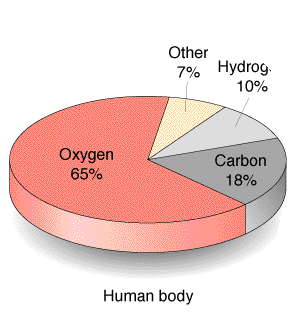 Other
7%
Hydrog.
10%
Oxygen
65%
Carbon
18%
Human body